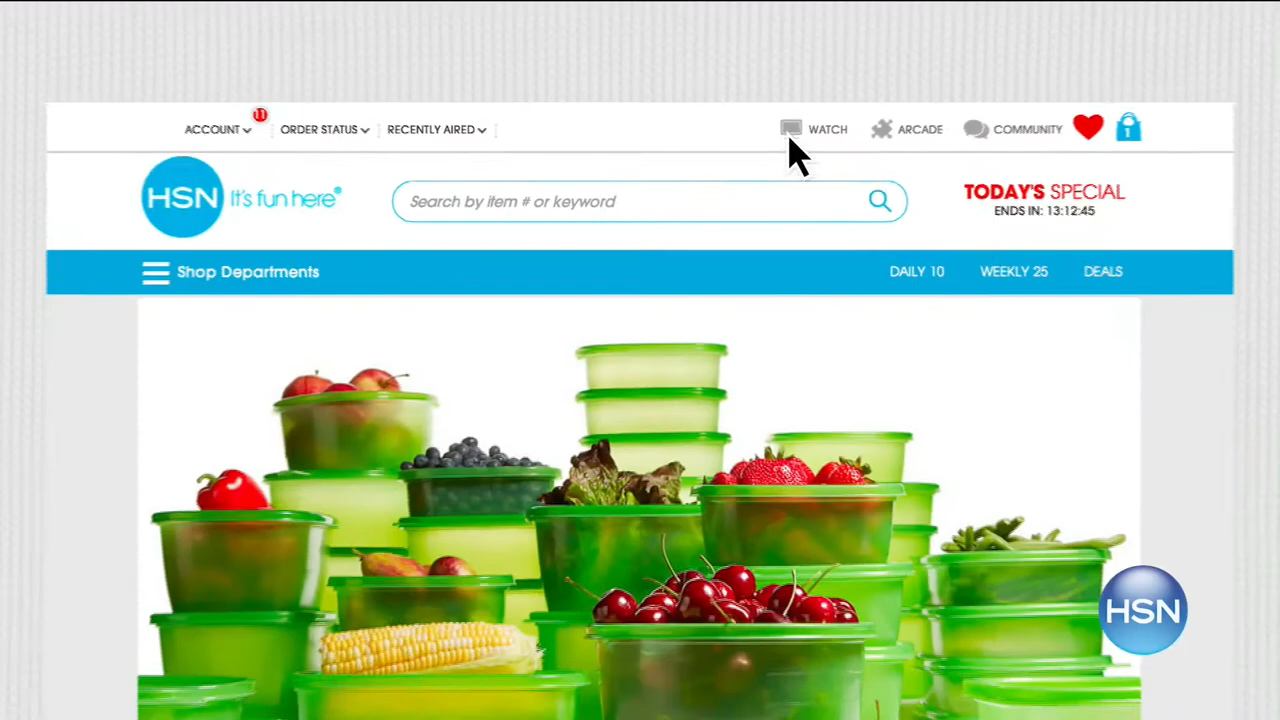 ACCOUNT 11 ORDER STATUS RECENTLY AIRED WATCH ARCADE COMMUNITY 1
HSN It's fun here®
Search by item # or keyword
TODAY'S SPECIAL
ENDS IN: 13:12:45
Shop Departments DAILY 10 WEEKLY 25 DEALS
HSN